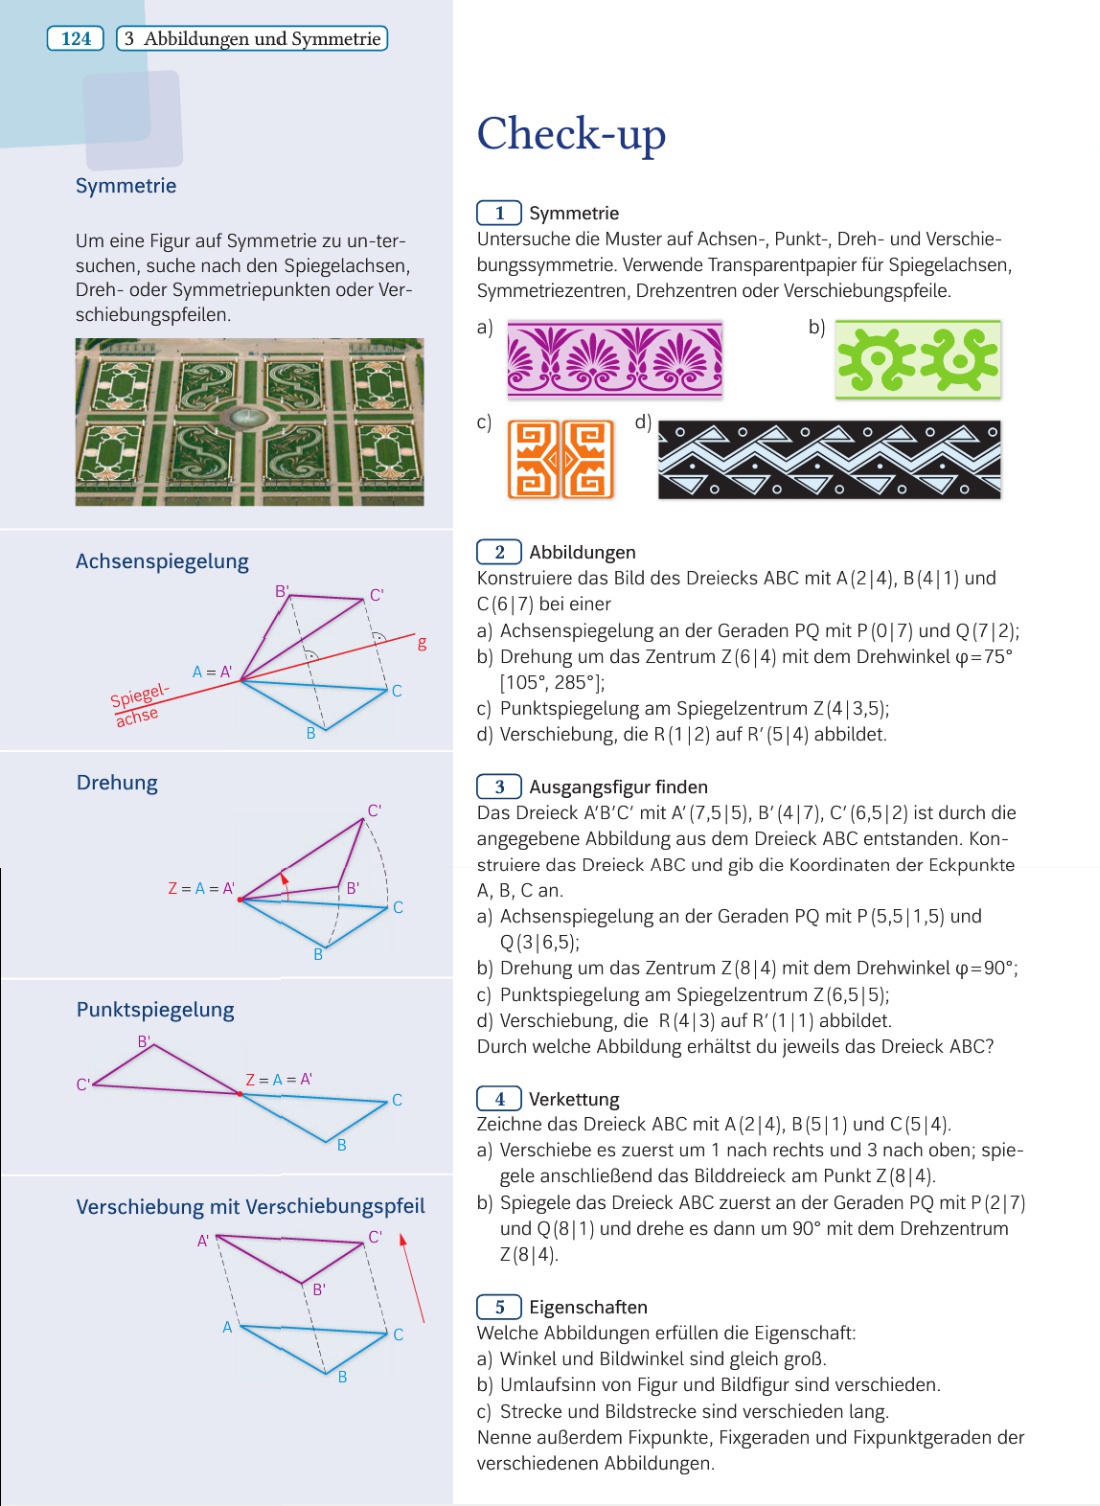 124
3 Abbildungen und Symmetrie
Symmetrie
Um eine Figur auf Symmetrie zu un-ter-
suchen, suche nach den Spiegelachsen,
Dreh- oder Symmetriepunkten oder Ver-
schiebungspfeilen.
Achsenspiegelung
B'
C'
g
A = A'
C
Spiegel-
achse
B
Drehung
C'
Z = A = A'
B'
C
B
Punktspiegelung
B'
C'
Z = A = A'
C
B
Verschiebung mit Verschiebungspfeil
A'
C'
B'
A
C
B
Check-up
1 Symmetrie
Untersuche die Muster auf Achsen-, Punkt-, Dreh- und Verschie-
bungssymmetrie. Verwende Transparentpapier für Spiegelachsen,
Symmetriezentren, Drehzentren oder Verschiebungspfeile.
a)
b)
c)
d)
2 Abbildungen
Konstruiere das Bild des Dreiecks ABC mit A(2|4), B(4|1) und
C(6|7) bei einer
a) Achsenspiegelung an der Geraden PQ mit P(0|7) und Q(7|2);
b) Drehung um das Zentrum Z(6|4) mit dem Drehwinkel φ=75°
[105°, 285°];
c) Punktspiegelung am Spiegelzentrum Z(4|3,5);
d) Verschiebung, die R(1|2) auf R′(5|4) abbildet.
3 Ausgangsfigur finden
Das Dreieck A′B′C′ mit A′(7,5|5), B′(4|7), C′(6,5|2) ist durch die
angegebene Abbildung aus dem Dreieck ABC entstanden. Kon-
struiere das Dreieck ABC und gib die Koordinaten der Eckpunkte
A, B, C an.
a) Achsenspiegelung an der Geraden PQ mit P(5,5|1,5) und
Q(3|6,5);
b) Drehung um das Zentrum Z(8|4) mit dem Drehwinkel φ=90°;
c) Punktspiegelung am Spiegelzentrum Z(6,5|5);
d) Verschiebung, die R(4|3) auf R′(1|1) abbildet.
Durch welche Abbildung erhältst du jeweils das Dreieck ABC?
4 Verkettung
Zeichne das Dreieck ABC mit A(2|4), B(5|1) und C(5|4).
a) Verschiebe es zuerst um 1 nach rechts und 3 nach oben; spie-
gele anschließend das Bilddreieck am Punkt Z(8|4).
b) Spiegele das Dreieck ABC zuerst an der Geraden PQ mit P(2|7)
und Q(8|1) und drehe es dann um 90° mit dem Drehzentrum
Z(8|4).
5 Eigenschaften
Welche Abbildungen erfüllen die Eigenschaft:
a) Winkel und Bildwinkel sind gleich groß.
b) Umlaufsinn von Figur und Bildfigur sind verschieden.
c) Strecke und Bildstrecke sind verschieden lang.
Nenne außerdem Fixpunkte, Fixgeraden und Fixpunktgeraden der
verschiedenen Abbildungen.